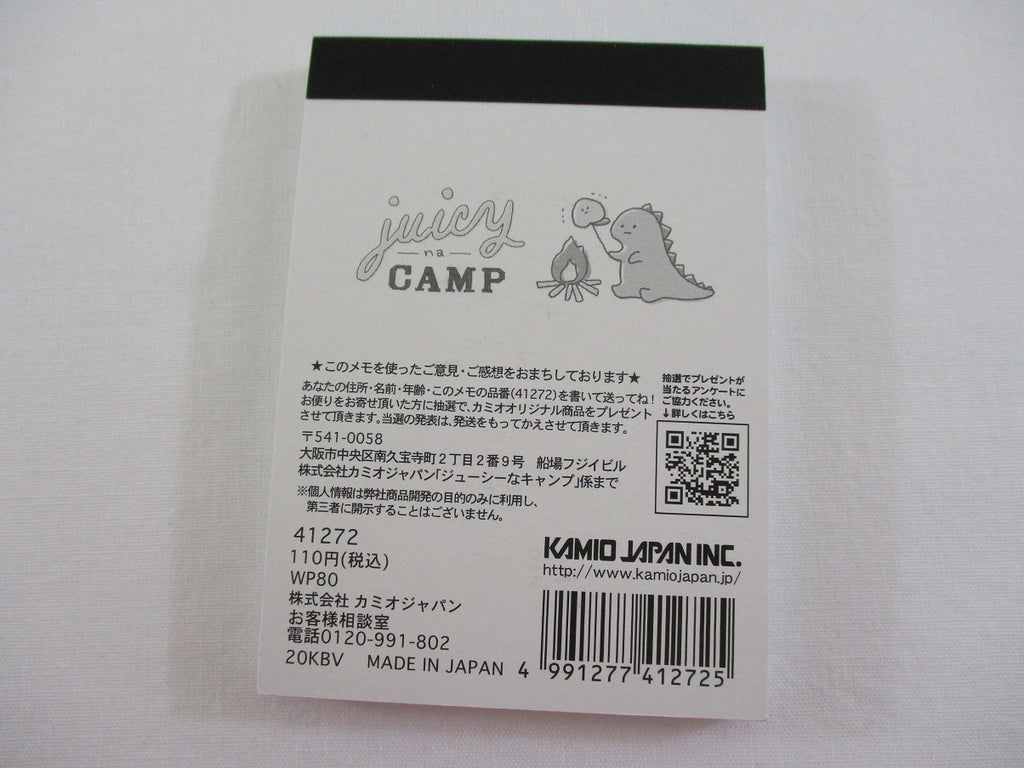 juicy
na
CAMP
★このメモを使ったご意見・ご感想をおまちしております★
あなたの住所・名前・年齢・このメモの品番(41272)を書いて送ってね!
お便りをお寄せ頂いた方に抽選で、カミオオリジナル商品をプレゼント
させて頂きます。当選の発表は、発送をもってかえさせて頂きます。
〒541-0058
大阪市中央区南久宝寺町2丁目2番9号 船場フジイビル
株式会社カミオジャパン「ジューシーなキャンプ」係まで
※個人情報は弊社商品開発の目的のみに利用し、
第三者に開示することはございません。
抽選でプレゼントが
当たるアンケートに
ご協力ください。
↓詳しくはこちら
41272
110円(税込)
WP80
株式会社 カミオジャパン
お客様相談室
電話0120-991-802
20KBV MADE IN JAPAN
KAMIO JAPAN INC.
http://www.kamiojapan.jp/
4 991277 412725